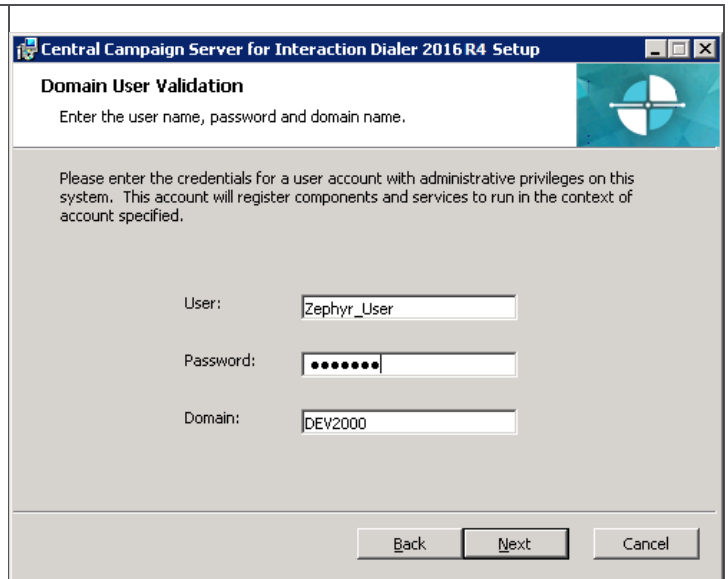 Central Campaign Server for Interaction Dialer 2016 R4 Setup
Domain User Validation
Enter the user name, password and domain name.
Please enter the credentials for a user account with administrative privileges on this
system. This account will register components and services to run in the context of
account specified.
User:
Zephyr_User
Password:
●●●●●●●
Domain:
DEV2000
Back
Next
Cancel